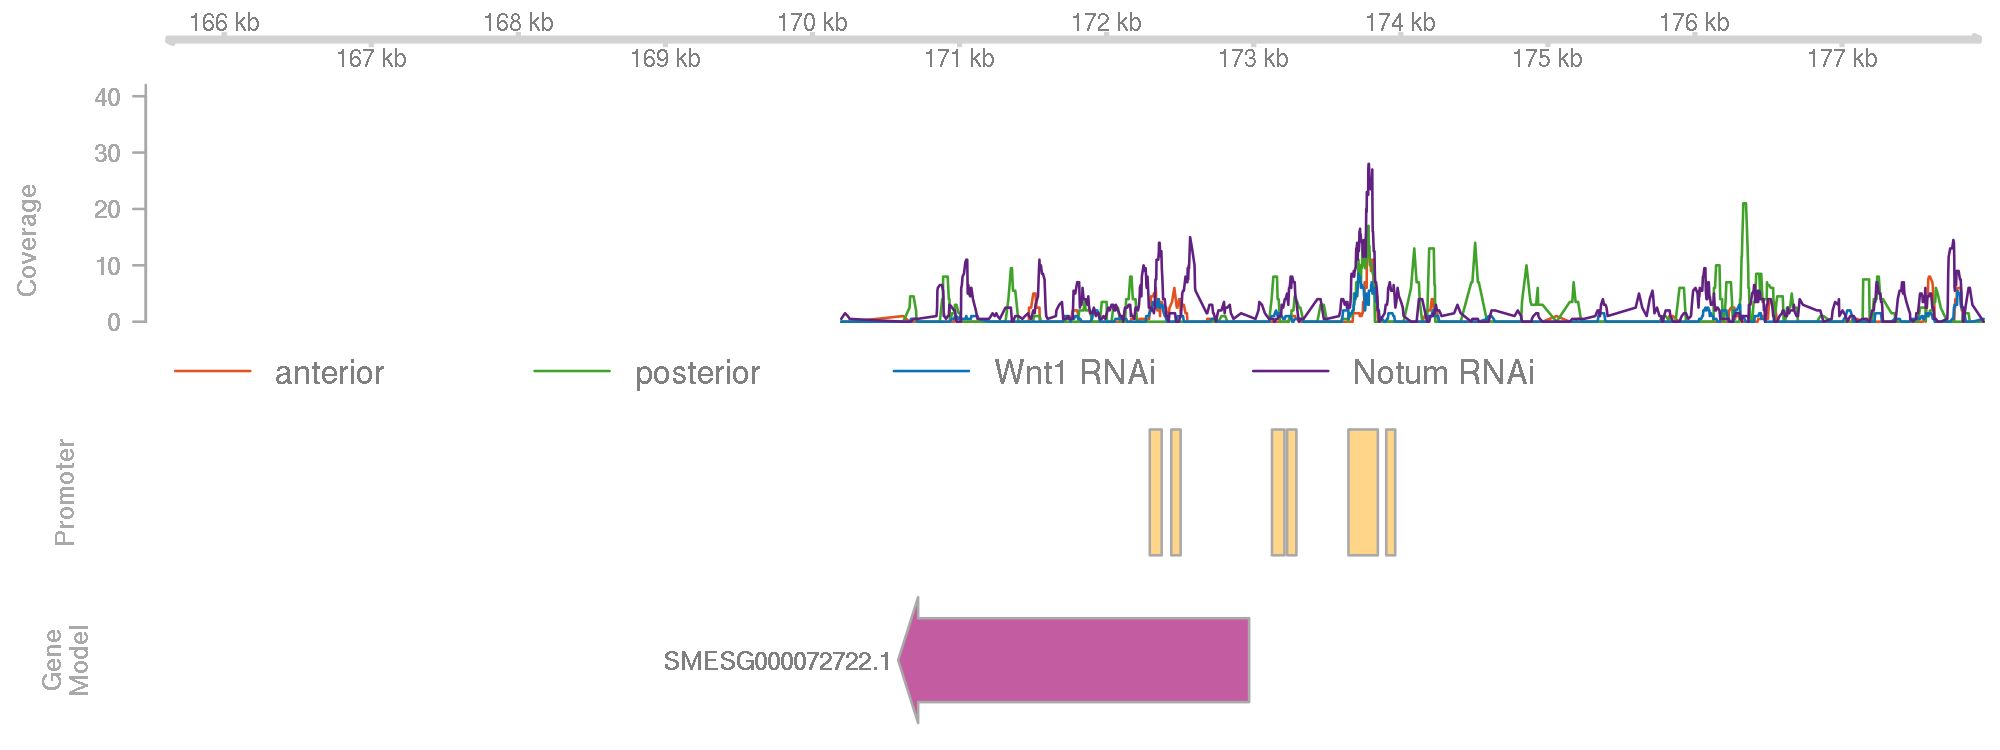 166 kb 168 kb 170 kb 172 kb 174 kb 176 kb
167 kb 169 kb 171 kb 173 kb 175 kb 177 kb
40
30
20
10
0
Coverage
anterior posterior Wnt1 RNAi Notum RNAi
Promoter
Gene
Model
SMESG000072722.1